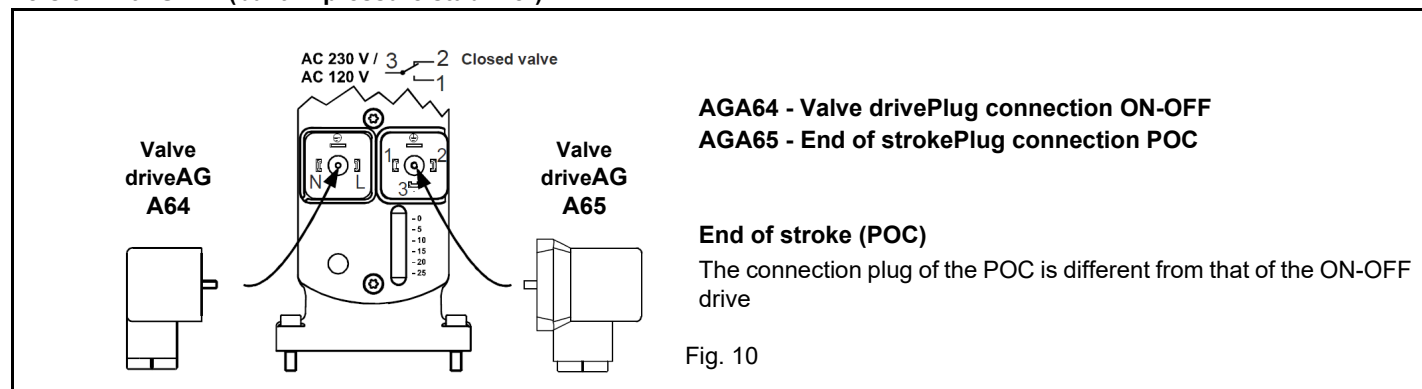 AC 230 V / 3 2 Closed valve
AC 120 V 1
Valve
driveAG
A64
N L
1 2
3
-0
-5
-10
-15
-20
-25
Valve
driveAG
A65
AGA64 - Valve drivePlug connection ON-OFF
AGA65 - End of strokePlug connection POC
End of stroke (POC)
The connection plug of the POC is different from that of the ON-OFF
drive
Fig. 10